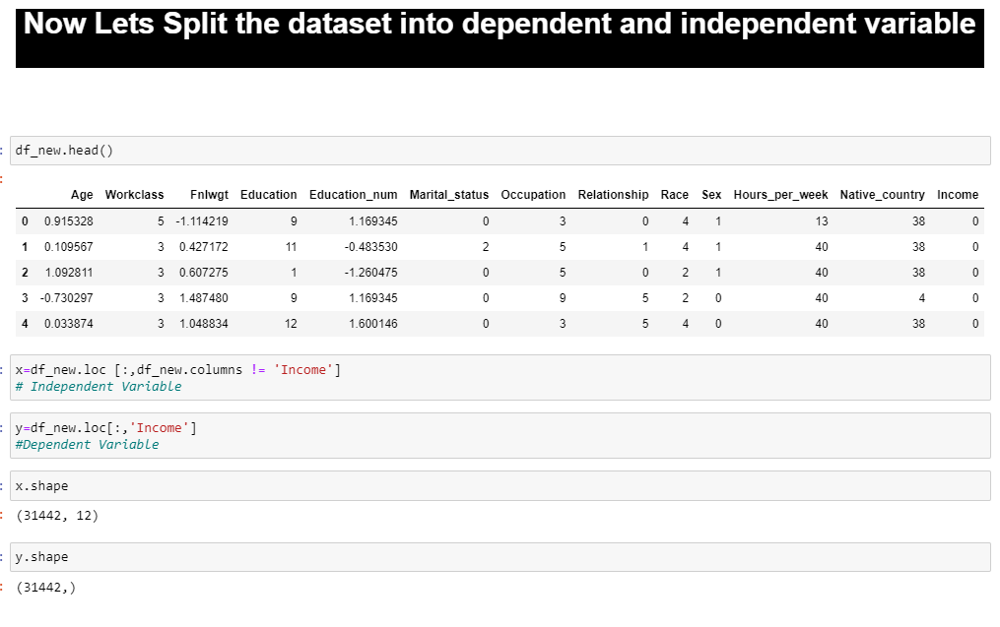 Now Lets Split the dataset into dependent and independent variable
df_new.head()
Age Workclass Fnlwgt Education Education_num Marital_status Occupation Relationship Race Sex Hours_per_week Native_country Income
0 0.915328 5 -1.114219 9 1.169345 0 3 0 4 1 13 38 0
1 0.109567 3 0.427172 11 -0.483530 2 5 1 4 1 40 38 0
2 1.092811 3 0.607275 1 -1.260475 0 5 0 2 1 40 38 0
3 -0.730297 3 1.487480 9 1.169345 0 9 5 2 0 40 4 0
4 0.033874 3 1.048834 12 1.600146 0 3 5 4 0 40 38 0
x=df_new.loc [:,df_new.columns != 'Income']
# Independent Variable
y=df_new.loc[:,'Income']
#Dependent Variable
x.shape
(31442, 12)
y.shape
(31442,)